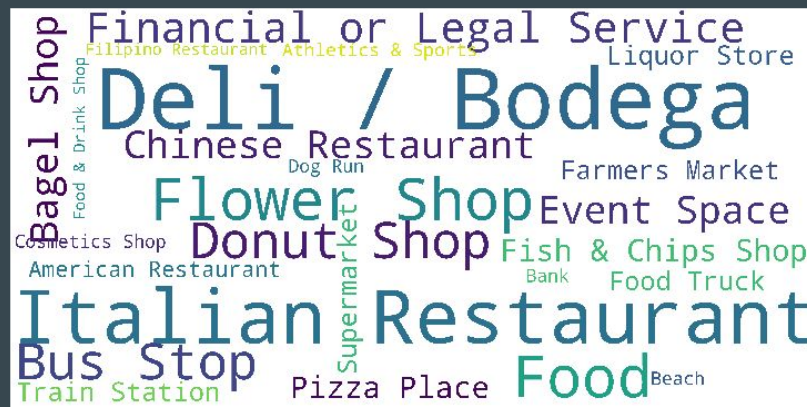 Financial or Legal Service
Filipino Restaurant
Athletics & Sports
Liquor Store
Bagel Shop
Food & Drink Shop
Deli / Bodega
Chinese Restaurant
Dog Run
Farmers Market
Flower Shop
Event Space
Cosmetics Shop
Donut Shop
Supermarket
Fish & Chips Shop
American Restaurant
Bank
Food Truck
Italian Restaurant
Bus Stop
Food
Beach
Train Station
Pizza Place